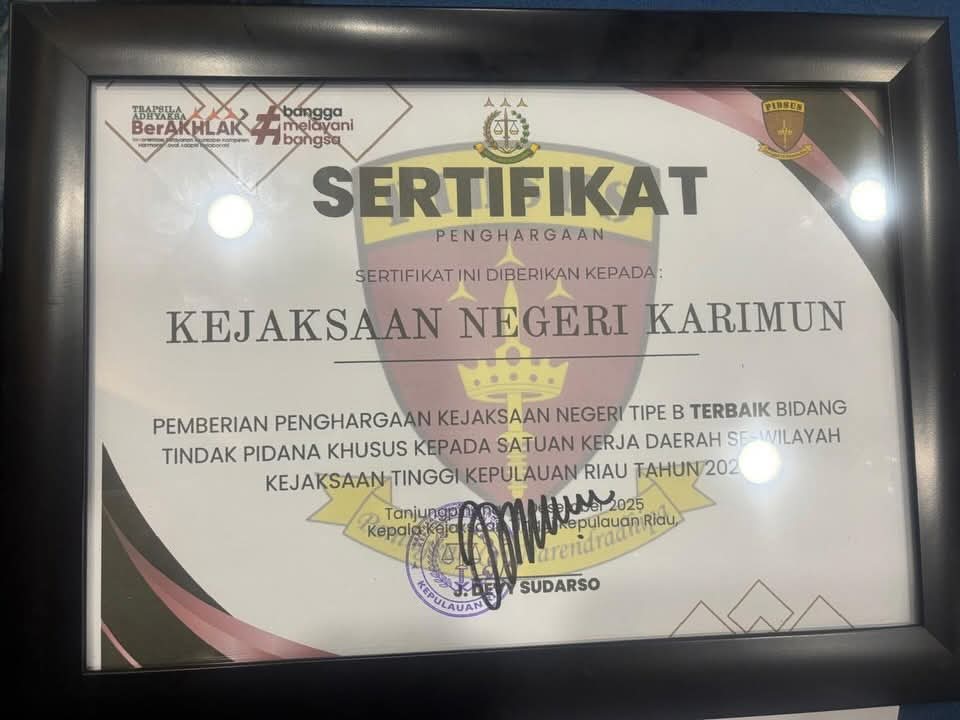 TRAPSILA
ADHYAKSA
BerAKHLAK
#bangga
melayani
bangsa
PIDSUS
SERTIFIKAT
PENGHARGAAN
SERTIFIKAT INI DIBERIKAN KEPADA :
KEJAKSAAN NEGERI KARIMUN
PEMBERIAN PENGHARGAAN KEJAKSAAN NEGERI TIPE B TERBAIK BIDANG
TINDAK PIDANA KHUSUS KEPADA SATUAN KERJA DAERAH SE-WILAYAH
KEJAKSAAN TINGGI KEPULAUAN RIAU TAHUN
2025
Kepala Kepulauan Riau,
J. SUDARSO
KEPULAUAN